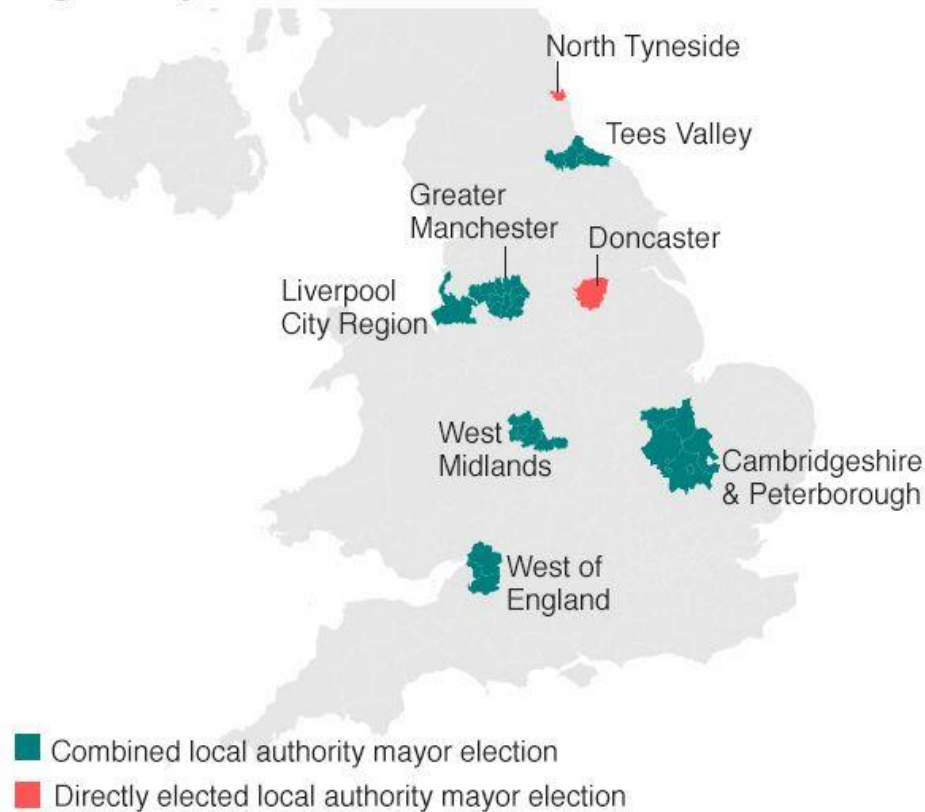 North Tyneside
Tees Valley
Greater
Manchester
Doncaster
Liverpool
City Region
West
Midlands
Cambridgeshire
& Peterborough
West of
England
Combined local authority mayor election
Directly elected local authority mayor election